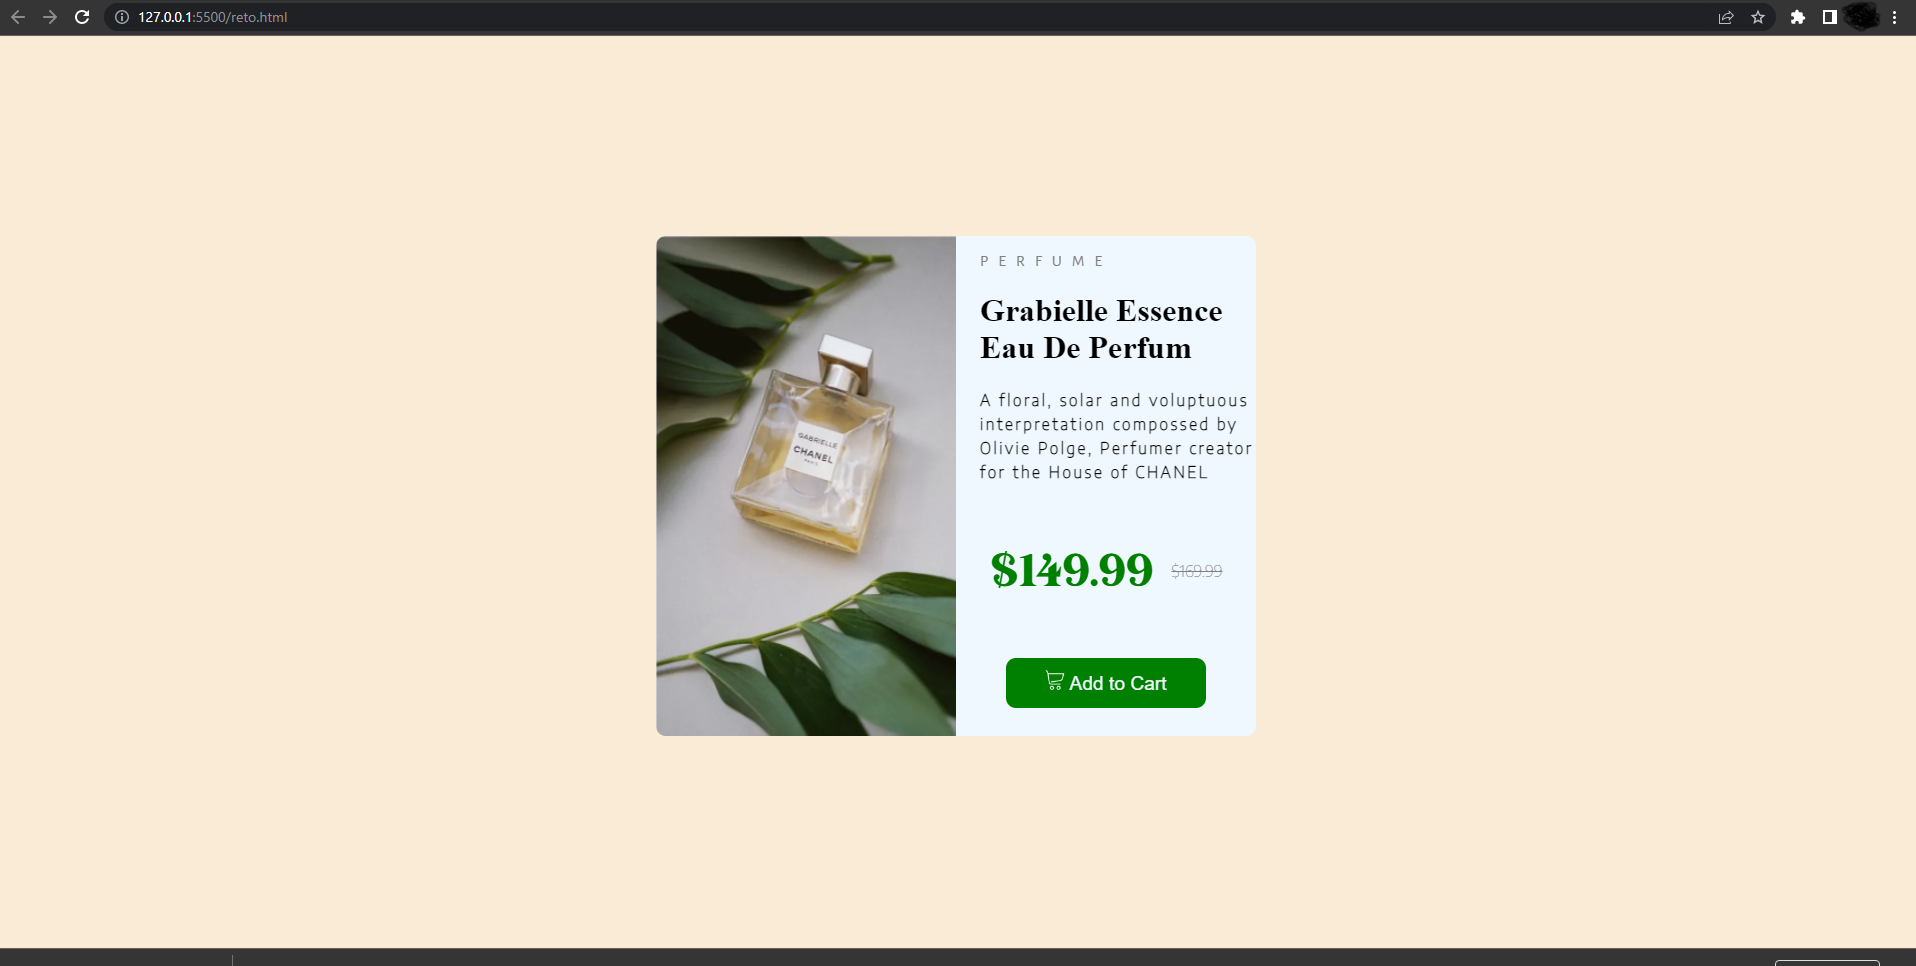 127.0.0.1:5500/reto.html
PERFUME
Grabielle Essence
Eau De Perfum
A floral, solar and voluptuous
interpretation compossed by
Olivie Polge, Perfumer creator
for the House of CHANEL
GABRIELLE
CHANEL
PARIS
$149.99 $169.99
Add to Cart